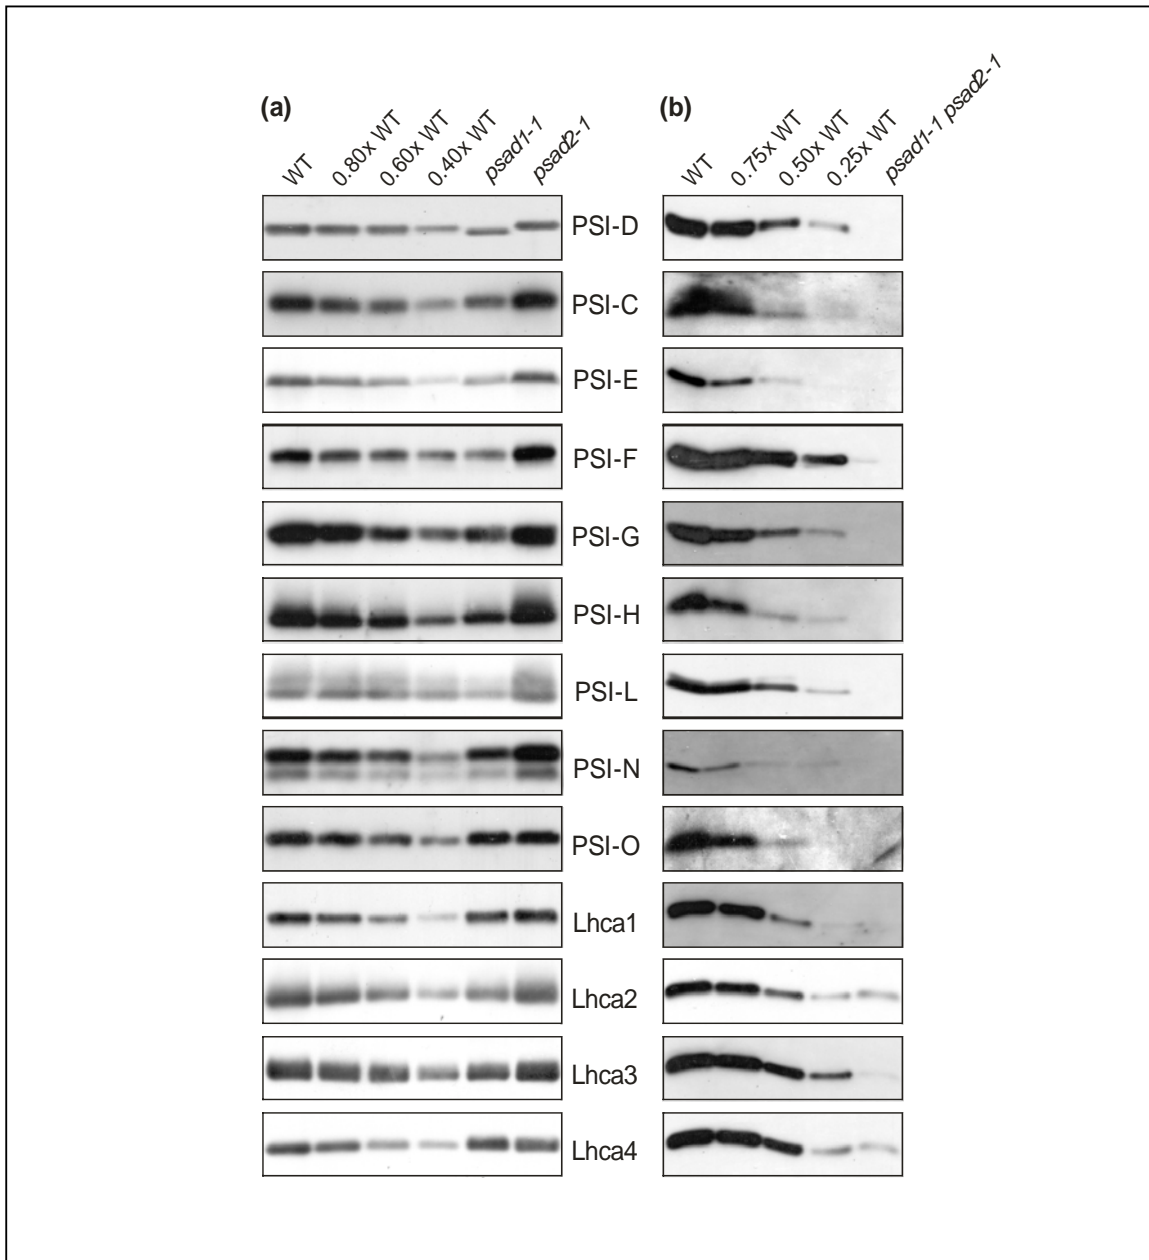 (a)
WT
0.80x WT
0.60x WT
0.40x WT
psad1-1
psad2-1
(b)
WT
0.75x WT
0.50x WT
0.25x WT
psad1-1 psad2-1
PSI-D
PSI-C
PSI-E
PSI-F
PSI-G
PSI-H
PSI-L
PSI-N
PSI-O
Lhca1
Lhca2
Lhca3
Lhca4